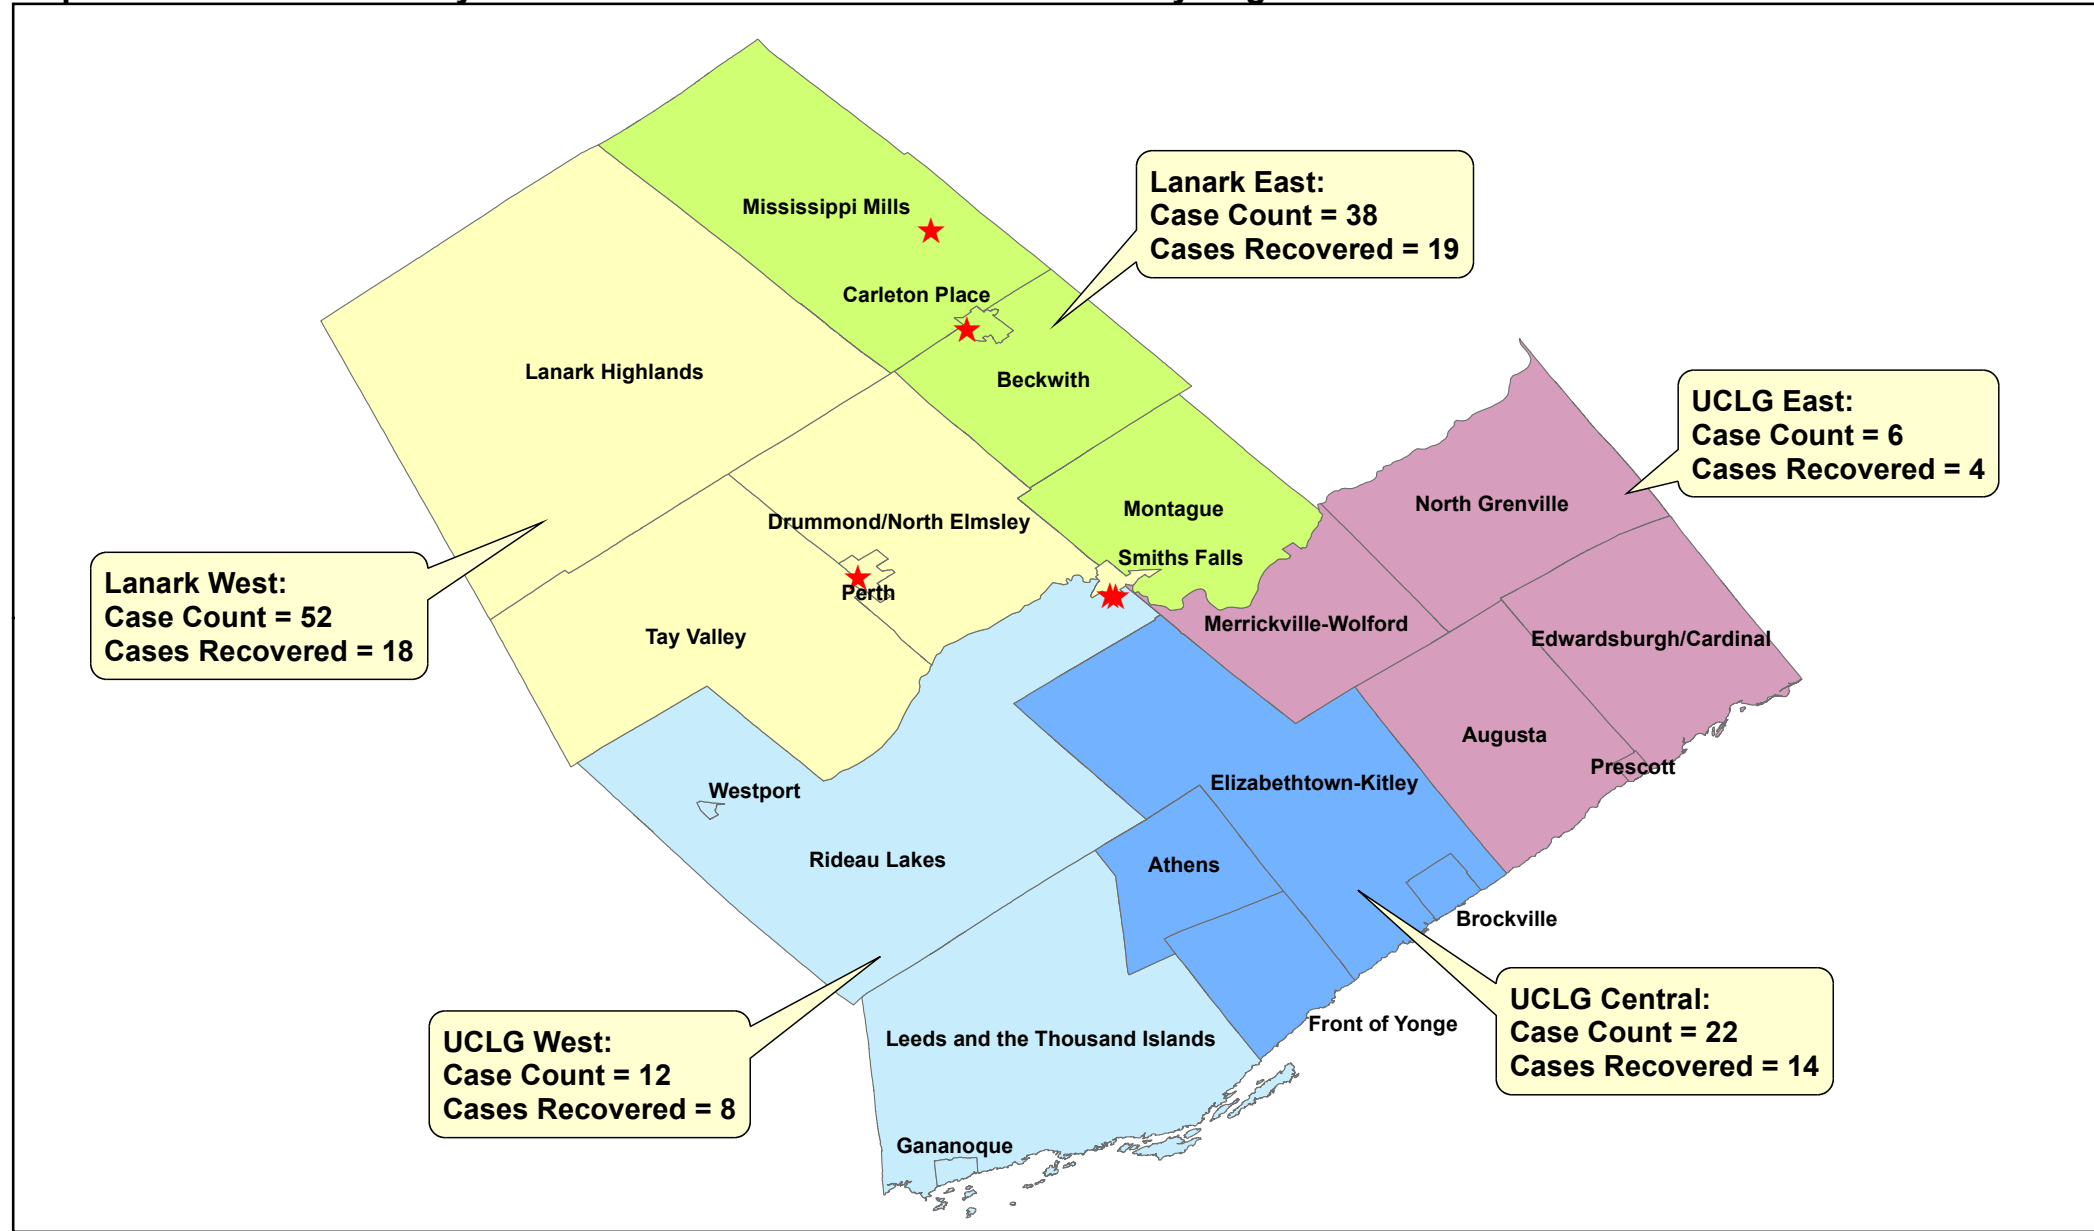 Mississippi Mills
Lanark East:
Case Count = 38
Cases Recovered = 19
Carleton Place
Lanark Highlands
Beckwith
UCLG East:
Case Count = 6
Cases Recovered = 4
North Grenville
Montague
Drummond/North Elmsley
Smiths Falls
Perth
Lanark West:
Case Count = 52
Cases Recovered = 18
Tay Valley
Merrickville-Wolford
Edwardsburgh/Cardinal
Augusta
Prescott
Westport
Elizabethtown-Kitley
Rideau Lakes
Athens
Brockville
UCLG Central:
Case Count = 22
Cases Recovered = 14
Front of Yonge
Leeds and the Thousand Islands
UCLG West:
Case Count = 12
Cases Recovered = 8
Gananoque